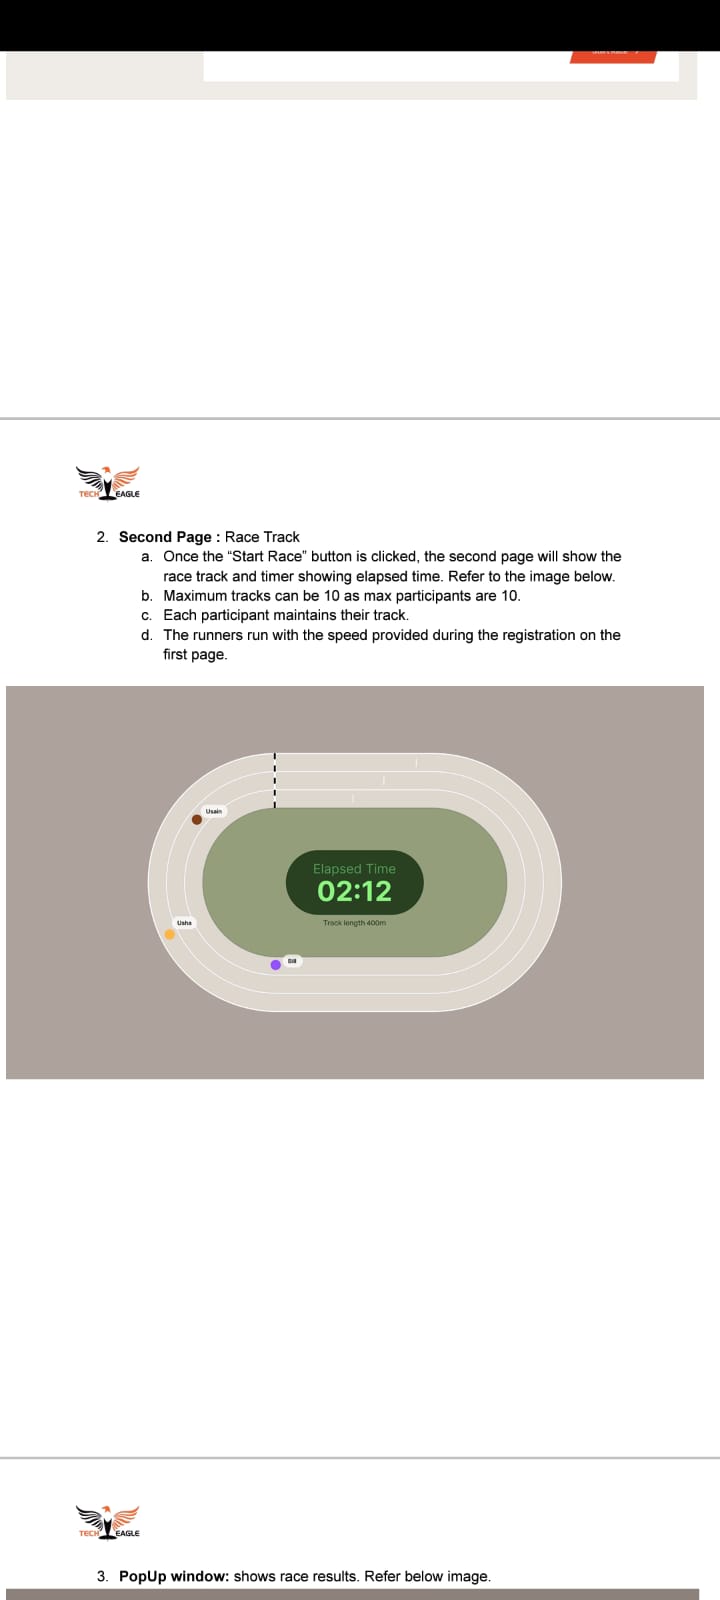 TECH EAGLE
2. Second Page : Race Track
a. Once the “Start Race” button is clicked, the second page will show the
race track and timer showing elapsed time. Refer to the image below.
b. Maximum tracks can be 10 as max participants are 10.
c. Each participant maintains their track.
d. The runners run with the speed provided during the registration on the
first page.
Usain
Elapsed Time
02:12
Usha
Track length 400m
Bill
TECH EAGLE
3. PopUp window: shows race results. Refer below image.